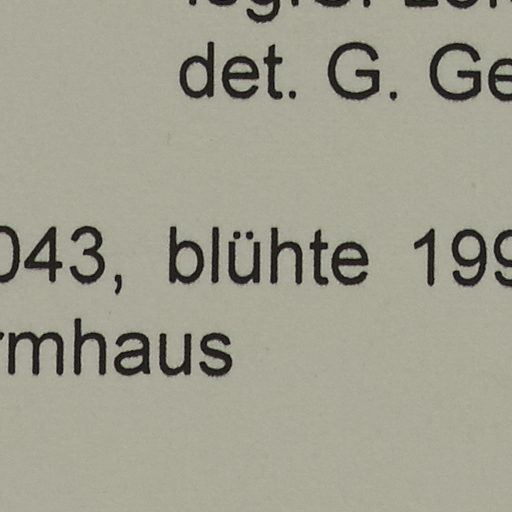 det. G. Ge
043, blühte 199
rmhaus